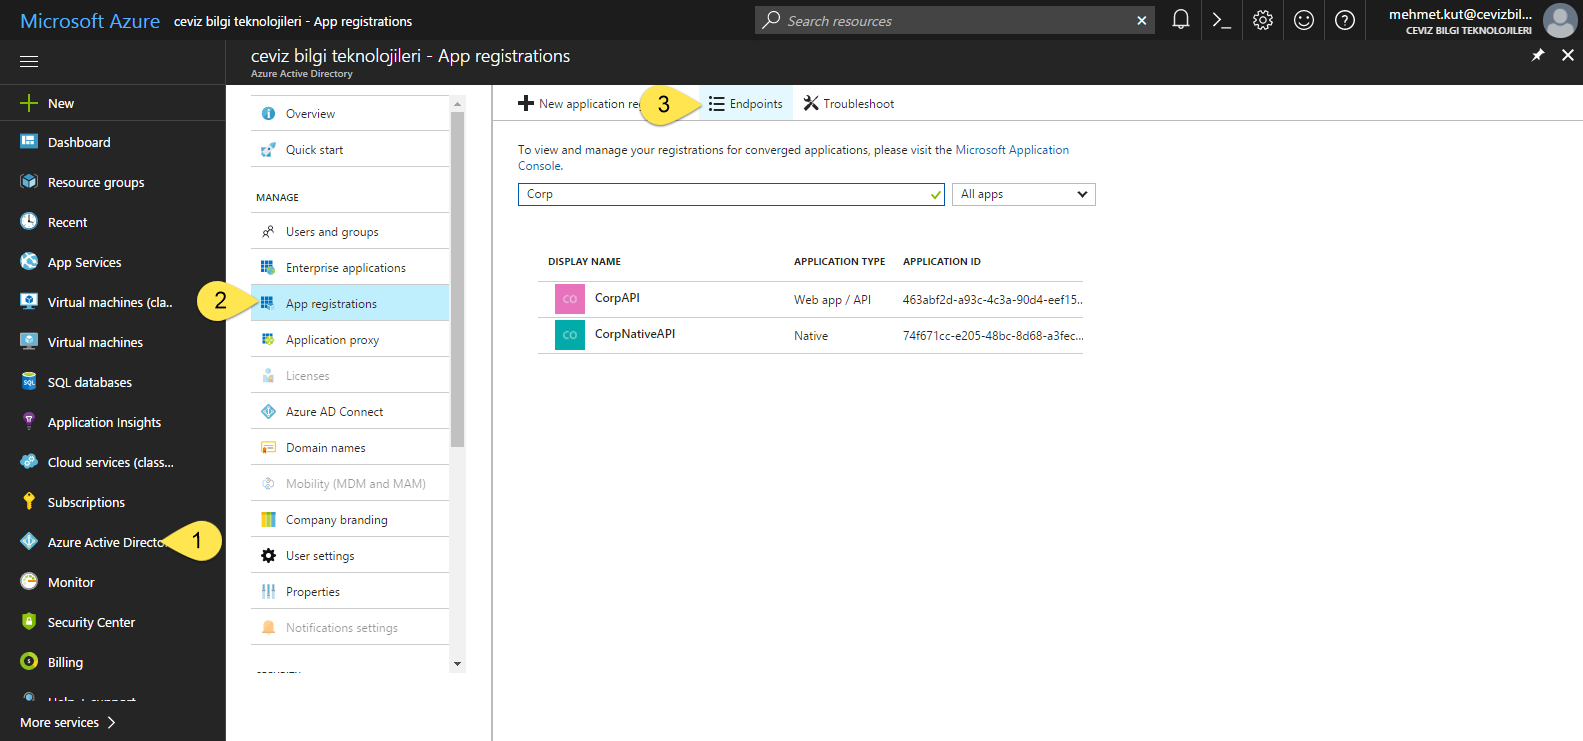 Microsoft Azure
ceviz bilgi teknolojileri - App registrations
Search resources
mehmet.kut@cevizbil...
CEVIZ BILGI TEKNOLOJILERI
New
Dashboard
Resource groups
Recent
App Services
Virtual machines (cla..
Virtual machines
SQL databases
Application Insights
Cloud services (class...
Subscriptions
Azure Active Directo
1
Monitor
Security Center
Billing
Help + support
More services
ceviz bilgi teknolojileri - App registrations
Azure Active Directory
Overview
Quick start
MANAGE
Users and groups
Enterprise applications
2
App registrations
Application proxy
Licenses
Azure AD Connect
Domain names
Mobility (MDM and MAM)
Company branding
User settings
Properties
Notifications settings
SECURITY
New application re
3
Endpoints
Troubleshoot
To view and manage your registrations for converged applications, please visit the Microsoft Application
Console.
Corp
All apps
DISPLAY NAME APPLICATION TYPE APPLICATION ID
CO CorpAPI Web app / API 463abf2d-a93c-4c3a-90d4-eef15..
CO CorpNativeAPI Native 74f671cc-e205-48bc-8d68-a3fec...